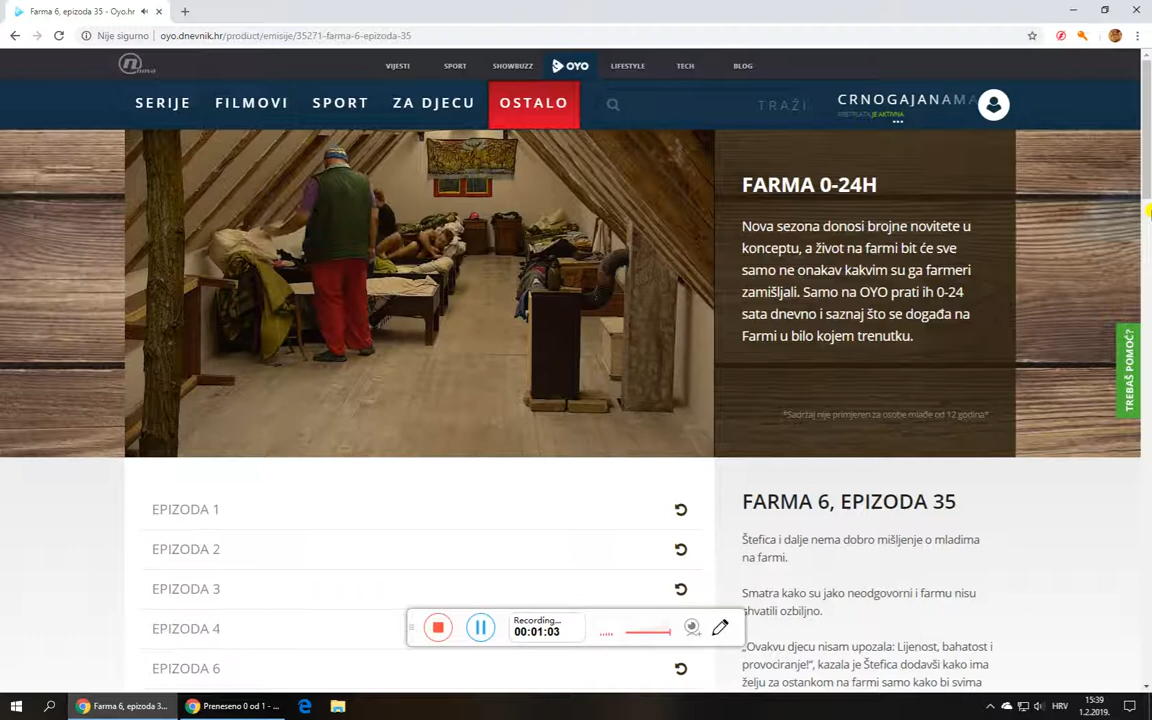 Farma 6, epizoda 35 - Oyo.hr
Nije sigurno
oyo.dnevnik.hr/product/emisije/35271-farma-6-epizoda-35
nova
VIJESTI
SPORT
SHOWBUZZ
OYO
LIFESTYLE
TECH
BLOG
SERIJE
FILMOVI
SPORT
ZA DJECU
OSTALO
TRAŽI
CRNOGAJANAMA
PRETPLATA JE AKTIVNA
FARMA 0-24H
Nova sezona donosi brojne novitete u
konceptu, a život na farmi bit će sve
samo ne onakav kakvim su ga farmeri
zamišljali. Samo na OYO prati ih 0-24
sata dnevno i saznaj što se događa na
Farmi u bilo kojem trenutku.
*Sadržaj nije primjeren za osobe mlađe od 12 godina*
TREBAŠ POMOĆ?
EPIZODA 1
EPIZODA 2
EPIZODA 3
EPIZODA 4
EPIZODA 6
FARMA 6, EPIZODA 35
Štefica i dalje nema dobro mišljenje o mladima
na farmi.
Smatra kako su jako neodgovorni i farmu nisu
shvatili ozbiljno.
„Ovakvu djecu nisam upozala: Lijenost, bahatost i
provociranje!“, kazala je Štefica dodavši kako ima
želju za ostankom na farmi samo kako bi svima
Recording...
00:01:03
Farma 6, epizoda 3...
Preneseno 0 od 1 - ...
HRV
15:39
1.2.2019.